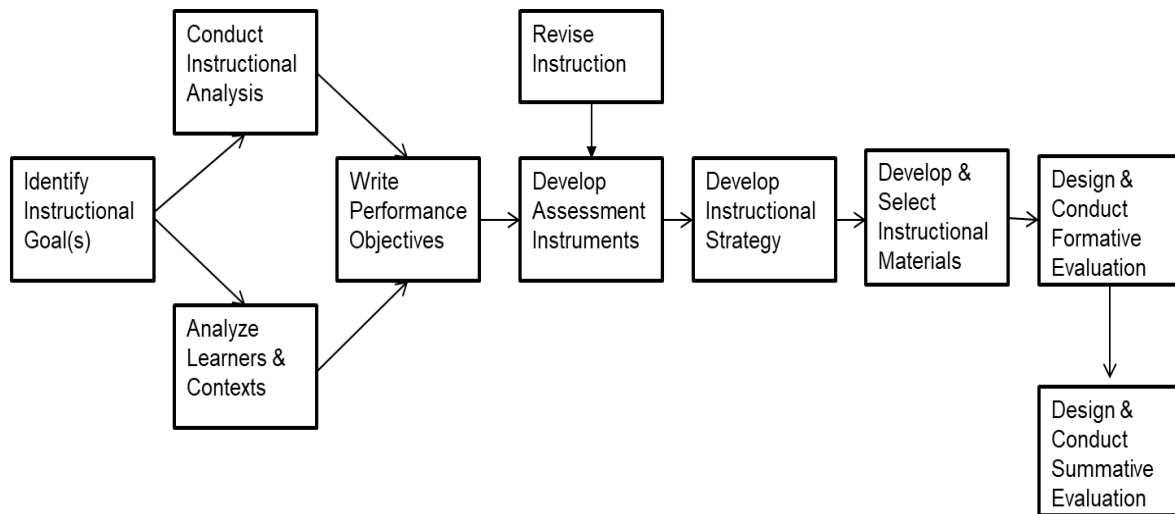 Conduct
Instructional
Analysis
Revise
Instruction
Identify
Instructional
Goal(s)
Write
Performance
Objectives
Develop
Assessment
Instruments
Develop
Instructional
Strategy
Develop &
Select
Instructional
Materials
Design &
Conduct
Formative
Evaluation
Analyze
Learners &
Contexts
Design &
Conduct
Summative
Evaluation